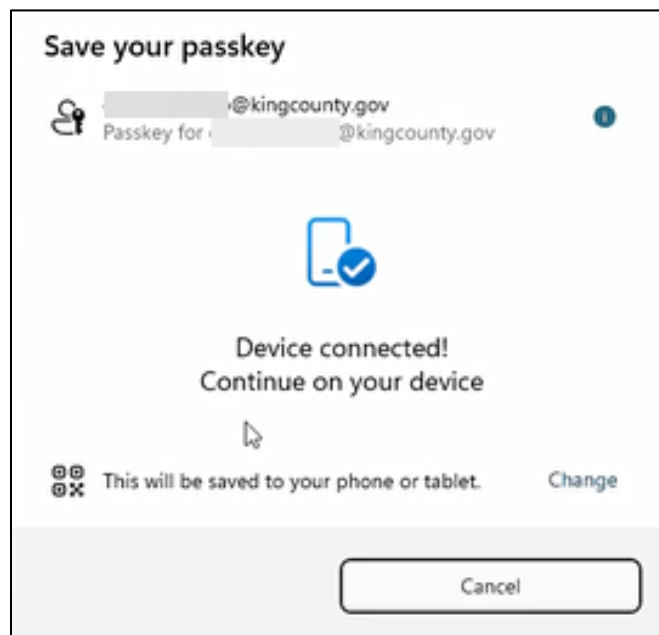 Save your passkey
@kingcounty.gov
Passkey for @kingcounty.gov
Device connected!
Continue on your device
This will be saved to your phone or tablet. Change
Cancel